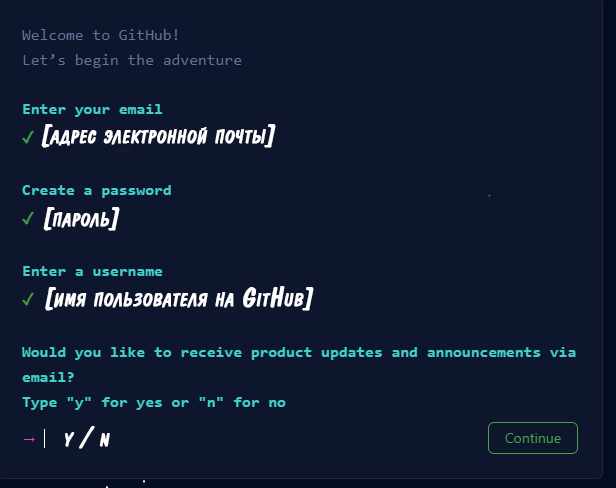 Welcome to GitHub!
Let’s begin the adventure
Enter your email
✓ [АДРЕС ЭЛЕКТРОННОЙ ПОЧТЫ]
Create a password
✓ [ПАРОЛЬ]
Enter a username
✓ [ИМЯ ПОЛЬЗОВАТЕЛЯ НА GITHUB]
Would you like to receive product updates and announcements via
email?
Type "y" for yes or "n" for no
→ Y / N
Continue